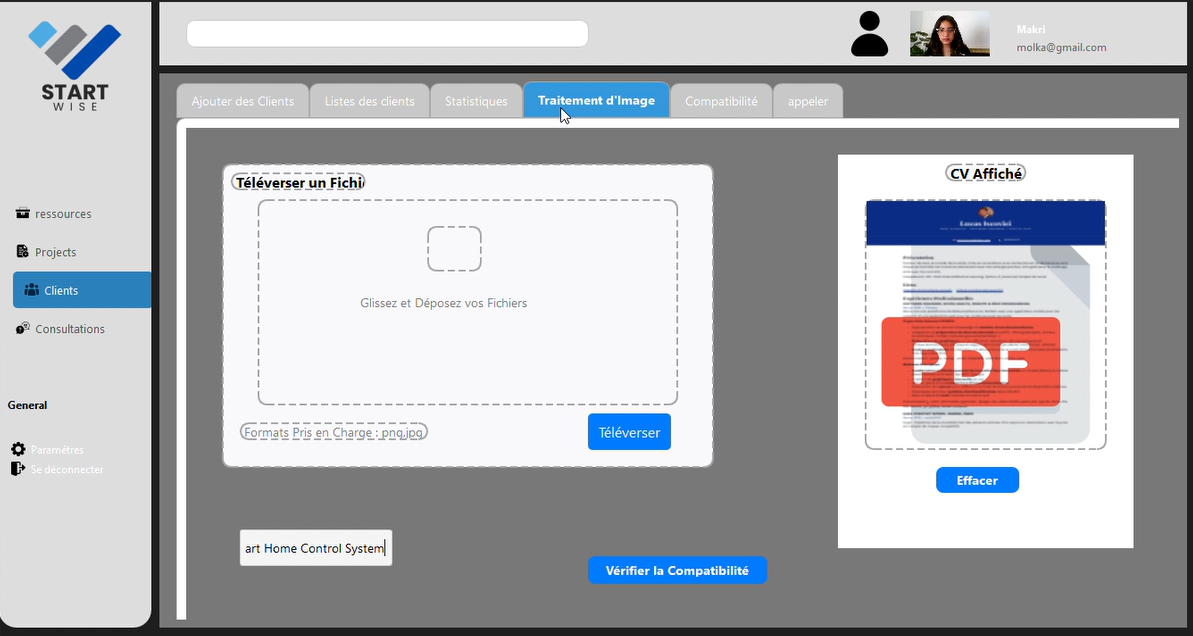 START
WISE
ressources
Projects
Clients
Consultations
General
Paramétres
Se déconnecter
Makri
molka@gmail.com
Ajouter des Clients
Listes des clients
Statistiques
Traitement d'Image
Compatibilité
appeler
Téléverser un Fichi
Glissez et Déposez vos Fichiers
Formats Pris en Charge : png,jpg
Téléverser
art Home Control System
Vérifier la Compatibilité
CV Affiché
PDF
Effacer